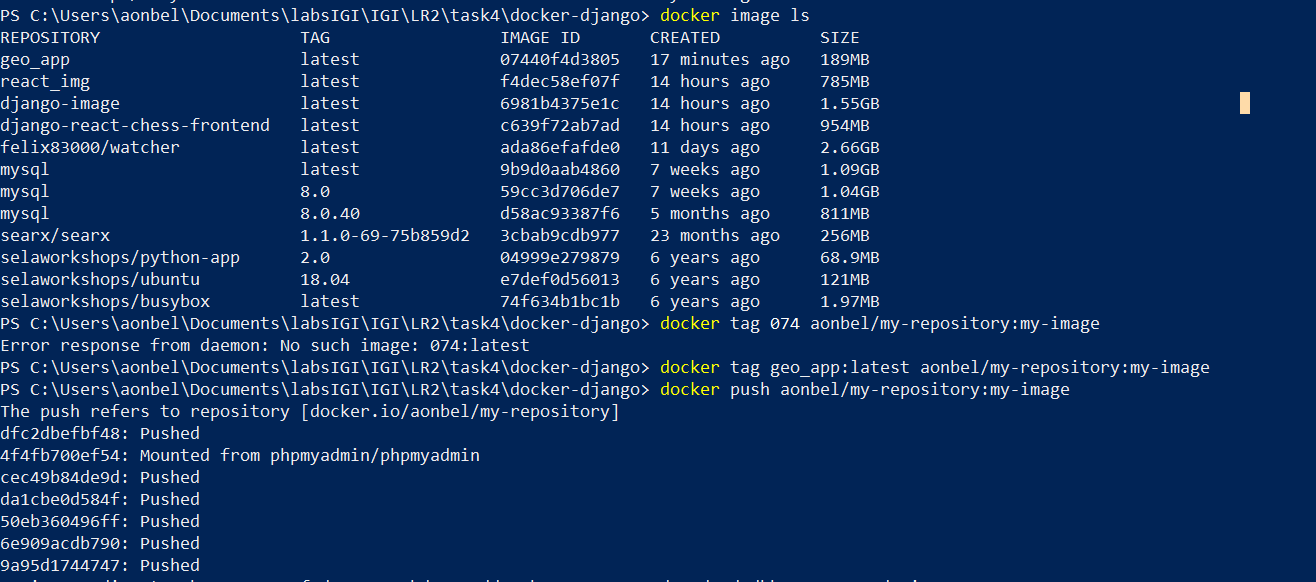 PS C:\Users\aonbel\Documents\labsIGI\IGI\LR2\task4\docker-django> docker image ls
REPOSITORY TAG IMAGE ID CREATED SIZE
geo_app latest 07440f4d3805 17 minutes ago 189MB
react_img latest f4dec58ef07f 14 hours ago 785MB
django-image latest 6981b4375e1c 14 hours ago 1.55GB
django-react-chess-frontend latest c639f72ab7ad 14 hours ago 954MB
felix83000/watcher latest ada86efafde0 11 days ago 2.66GB
mysql latest 9b9d0aab4860 7 weeks ago 1.09GB
mysql 8.0 59cc3d706de7 7 weeks ago 1.04GB
mysql 8.0.40 d58ac93387f6 5 months ago 811MB
searx/searx 1.1.0-69-75b859d2 3cbab9cdb977 23 months ago 256MB
selaworkshops/python-app 2.0 04999e279879 6 years ago 68.9MB
selaworkshops/ubuntu 18.04 e7def0d56013 6 years ago 121MB
selaworkshops/busybox latest 74f634b1bc1b 6 years ago 1.97MB
PS C:\Users\aonbel\Documents\labsIGI\IGI\LR2\task4\docker-django> docker tag 074 aonbel/my-repository:my-image
Error response from daemon: No such image: 074:latest
PS C:\Users\aonbel\Documents\labsIGI\IGI\LR2\task4\docker-django> docker tag geo_app:latest aonbel/my-repository:my-image
PS C:\Users\aonbel\Documents\labsIGI\IGI\LR2\task4\docker-django> docker push aonbel/my-repository:my-image
The push refers to repository [docker.io/aonbel/my-repository]
dfc2dbefbf48: Pushed
4f4fb700ef54: Mounted from phpmyadmin/phpmyadmin
cec49b84de9d: Pushed
da1cbe0d584f: Pushed
50eb360496ff: Pushed
6e909acdb790: Pushed
9a95d1744747: Pushed